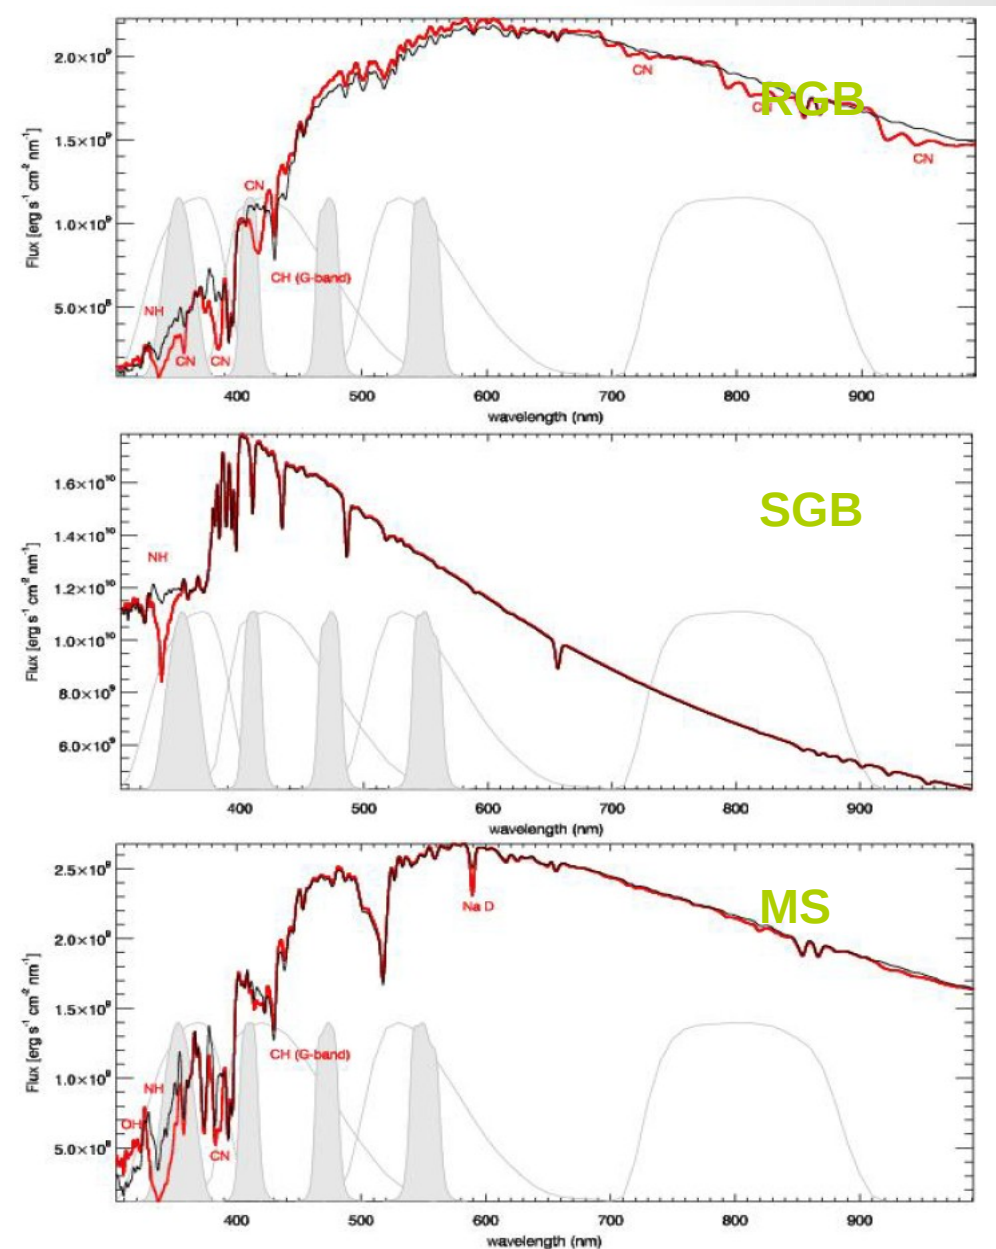 2.0×10⁹
1.5×10⁹
1.0×10⁹
5.0×10⁸
Flux [erg s⁻¹ cm⁻² nm⁻¹]
RGB
CN
CN
CN
CN
CH (G-band)
NH
CN
CN
400 500 600 700 800 900
wavelength (nm)
1.6×10¹⁰
1.4×10¹⁰
1.2×10¹⁰
1.0×10¹⁰
8.0×10⁹
6.0×10⁹
Flux [erg s⁻¹ cm⁻² nm⁻¹]
SGB
NH
400 500 600 700 800 900
wavelength (nm)
2.5×10⁹
2.0×10⁹
1.5×10⁹
1.0×10⁹
5.0×10⁸
Flux [erg s⁻¹ cm⁻² nm⁻¹]
MS
Na D
CH (G-band)
NH
OH
CN
400 500 600 700 800 900
wavelength (nm)